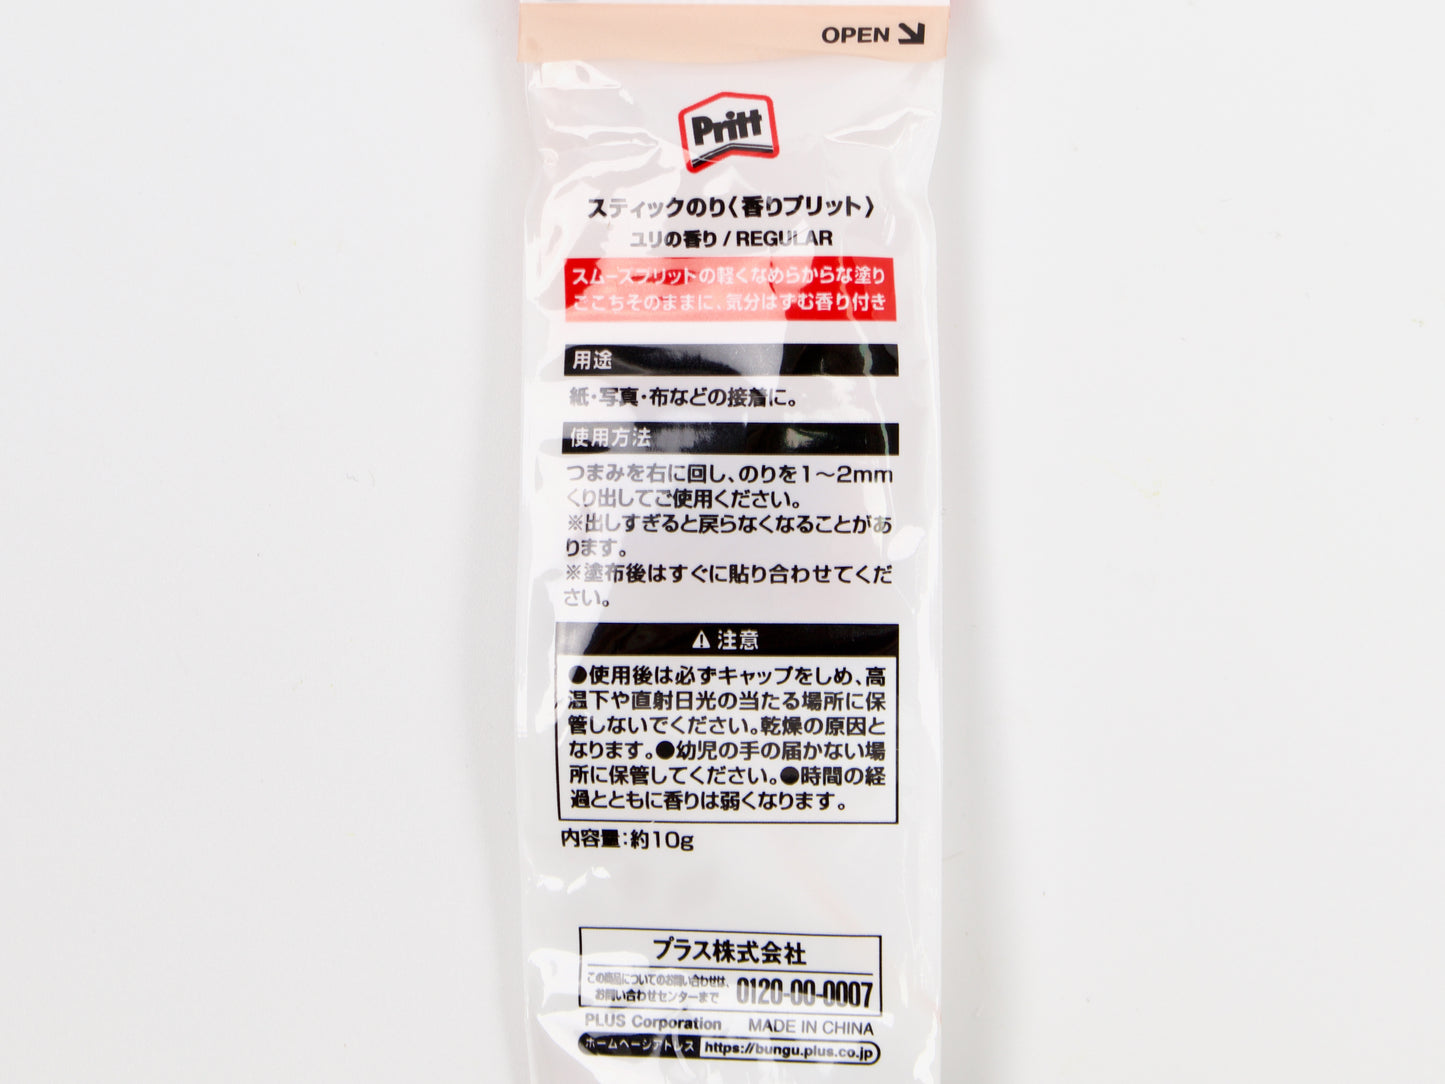 OPEN
Pritt
スティックのり〈香りプリット〉
ユリの香り / REGULAR
スムースプリットの軽くなめらからな塗り
ごこちそのままに、気分はずむ香り付き
用途
紙・写真・布などの接着に。
使用方法
つまみを右に回し、のりを1〜2mm
くり出してご使用ください。
※出しすぎると戻らなくなることがあ
ります。
※塗布後はすぐに貼り合わせてくだ
さい。
⚠ 注意
●使用後は必ずキャップをしめ、高
温下や直射日光の当たる場所に保
管しないでください。乾燥の原因と
なります。●幼児の手の届かない場
所に保管してください。●時間の経
過とともに香りは弱くなります。
内容量：約10g
プラス株式会社
この商品についてのお問い合わせは、
お問い合わせセンターまで 0120-00-0007
PLUS Corporation MADE IN CHINA
ホームページアドレス https://bungu.plus.co.jp